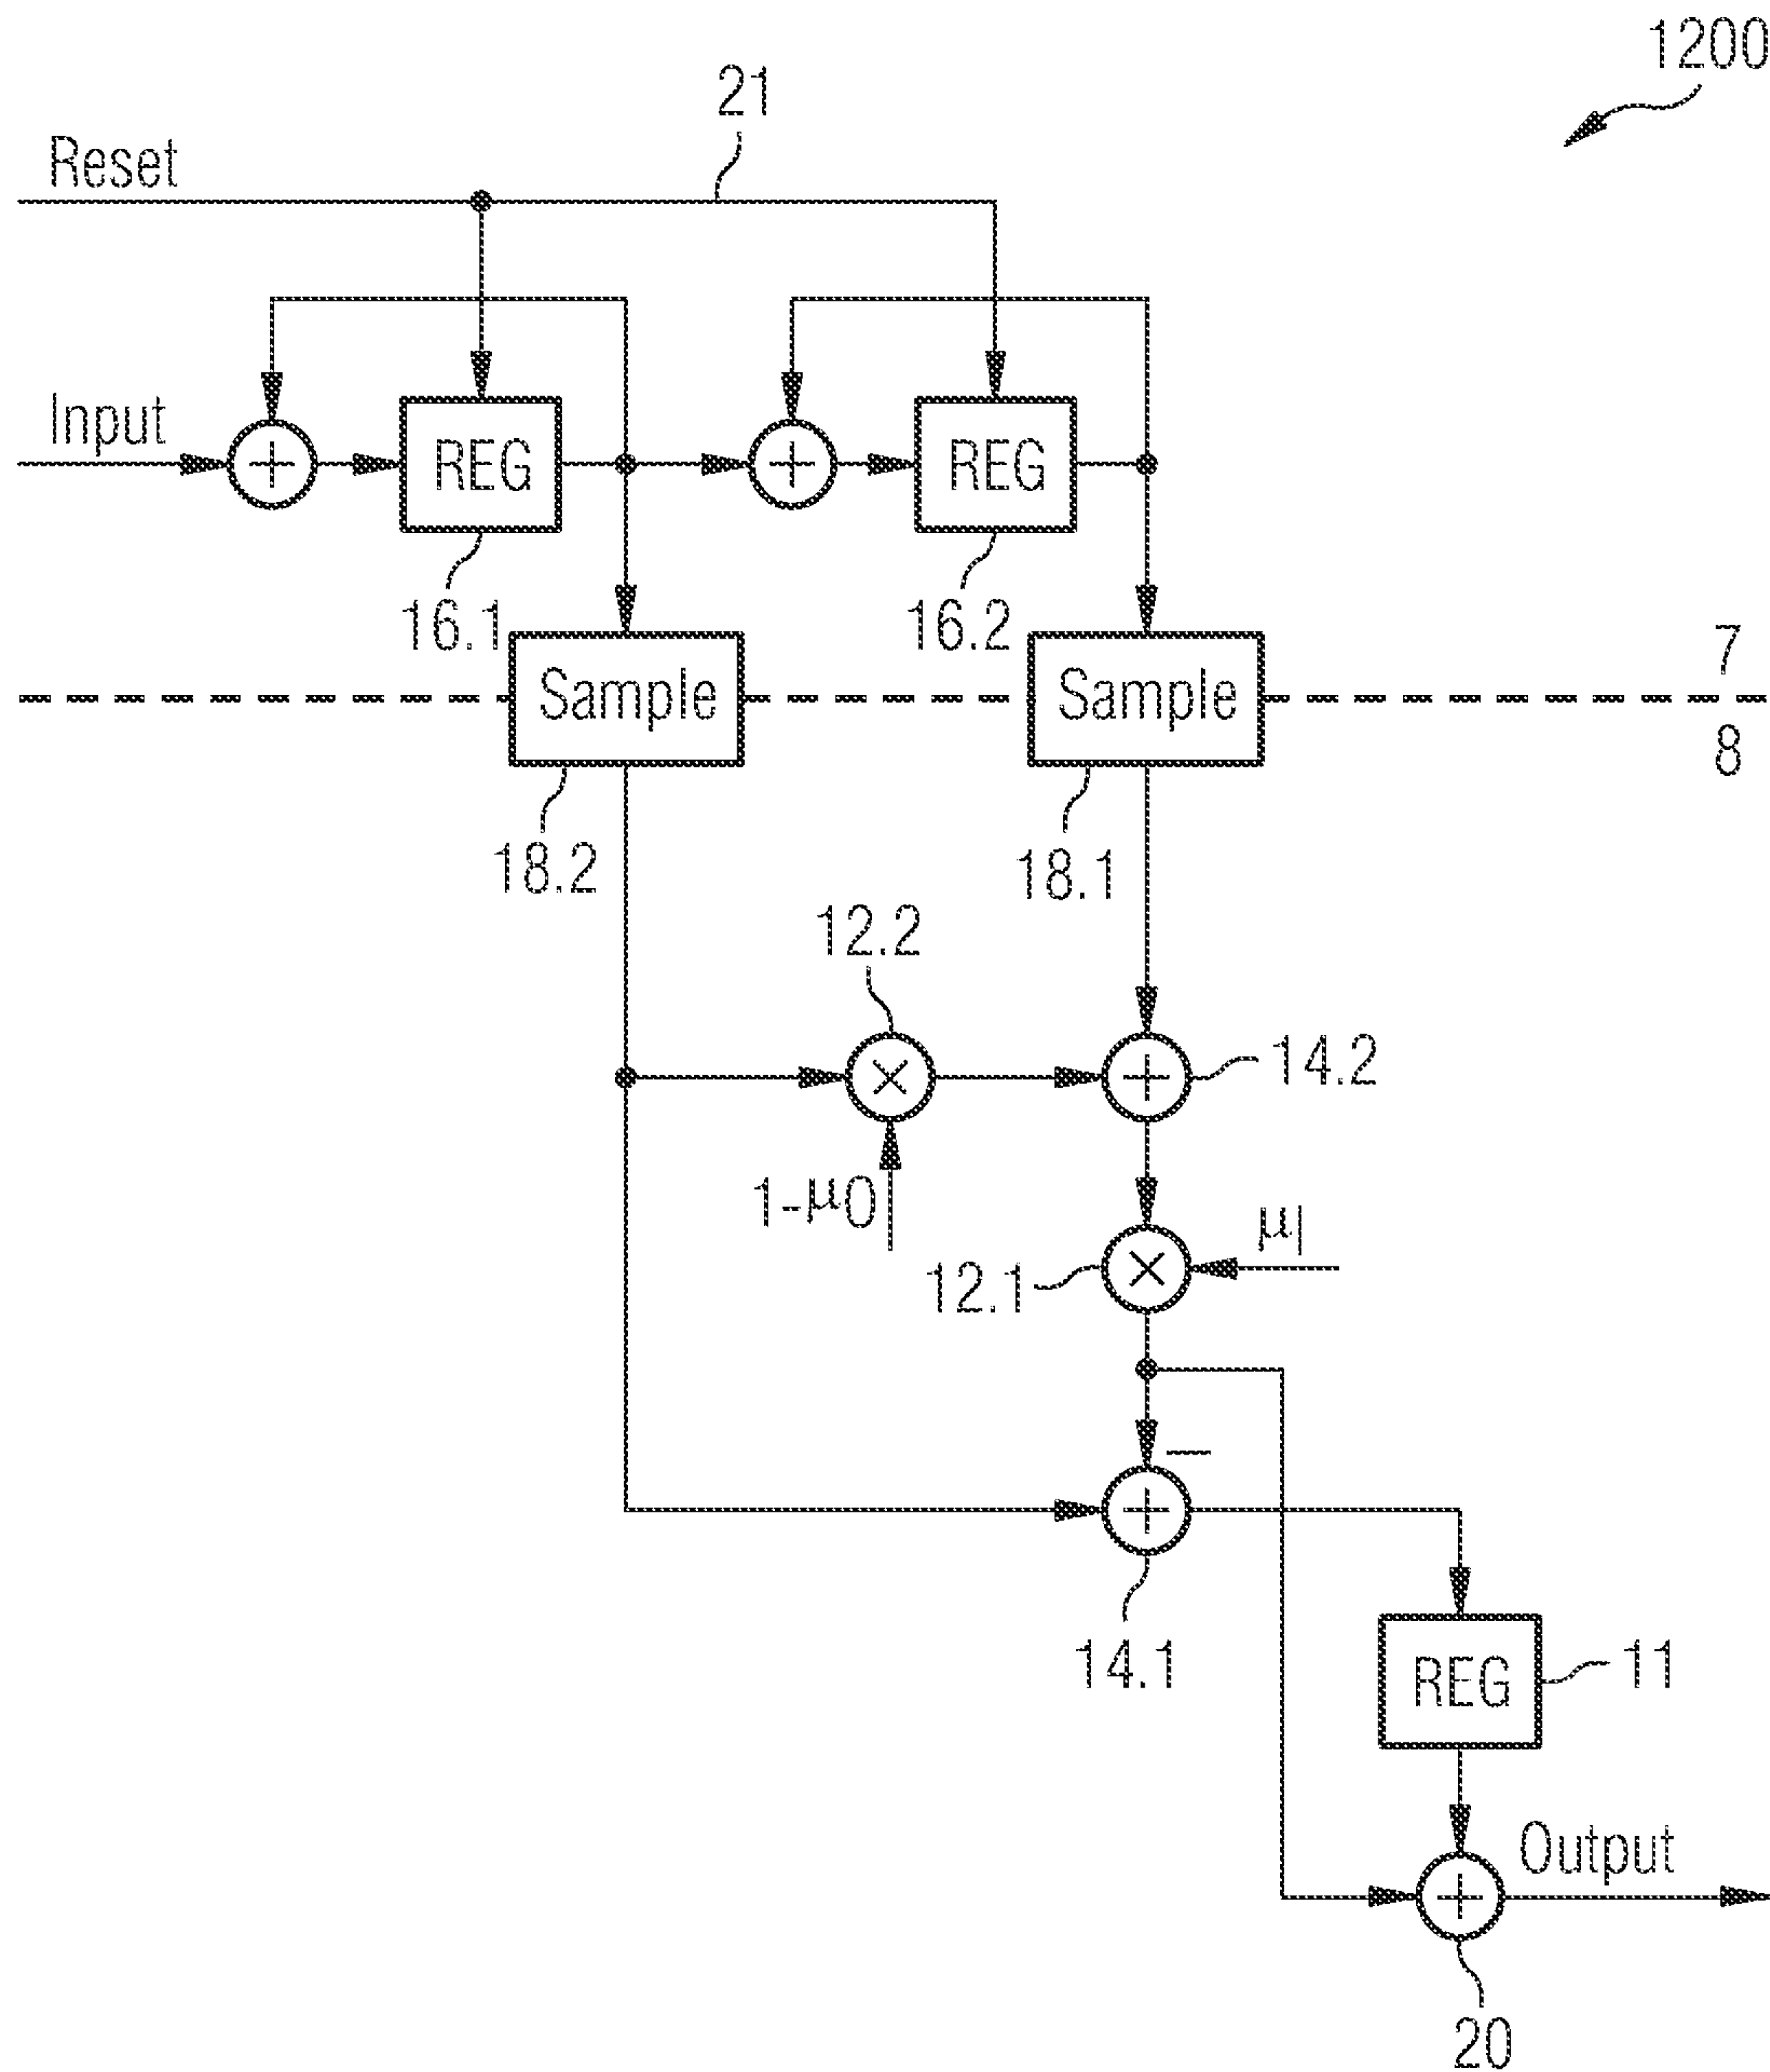 1200
21
Reset
Input
+
REG
+
REG
16.1
16.2
Sample
Sample
7
8
18.2
18.1
12.2
×
+
14.2
1-μ0
12.1
×
μI
−
+
14.1
REG
11
Output
+
20